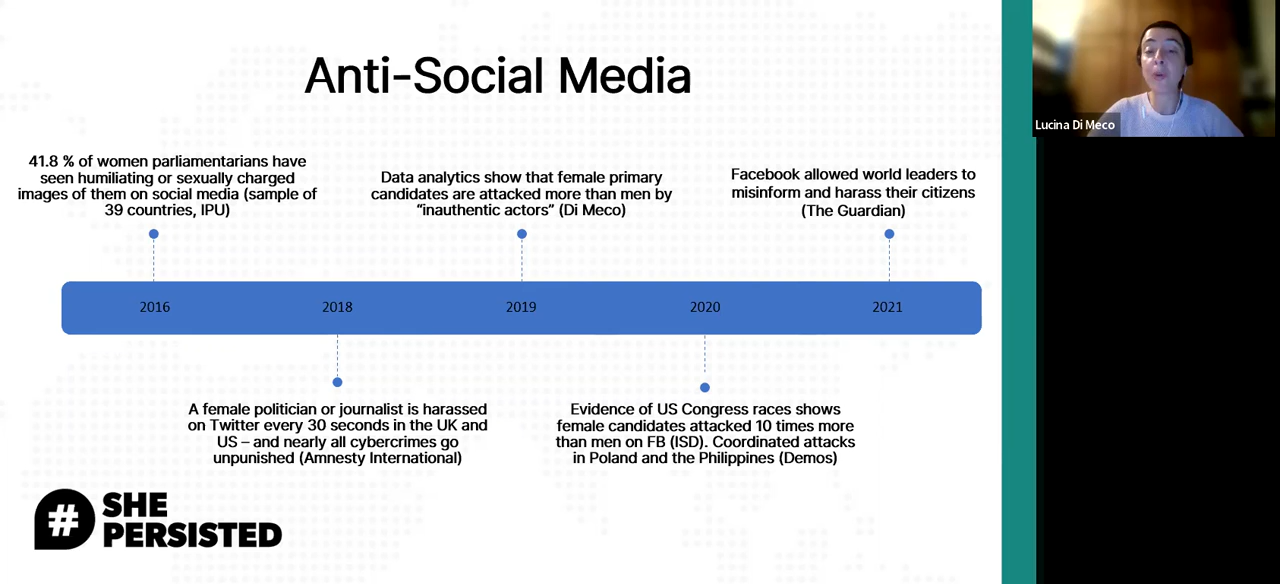 Anti-Social Media
Lucina Di Meco
41.8 % of women parliamentarians have
seen humiliating or sexually charged
images of them on social media (sample of
39 countries, IPU)
Data analytics show that female primary
candidates are attacked more than men by
“inauthentic actors” (Di Meco)
Facebook allowed world leaders to
misinform and harass their citizens
(The Guardian)
2016
2018
2019
2020
2021
A female politician or journalist is harassed
on Twitter every 30 seconds in the UK and
US – and nearly all cybercrimes go
unpunished (Amnesty International)
Evidence of US Congress races shows
female candidates attacked 10 times more
than men on FB (ISD). Coordinated attacks
in Poland and the Philippines (Demos)
# SHE
PERSISTED